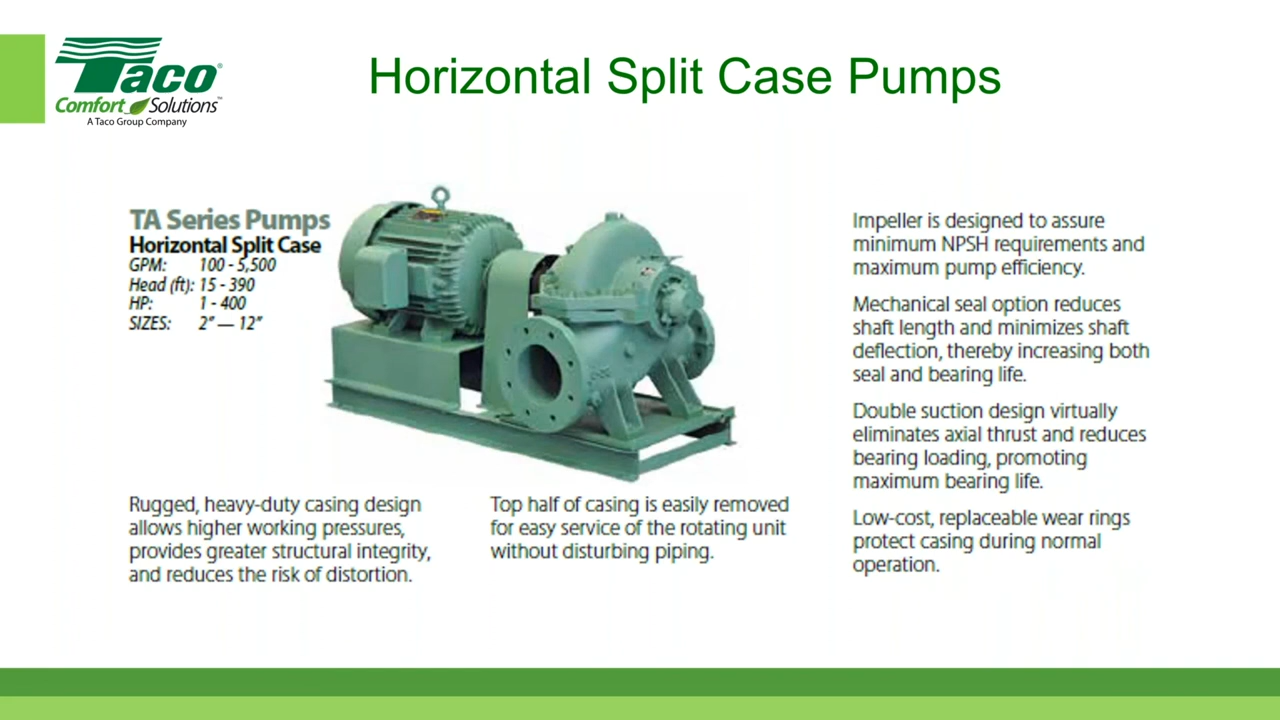 Taco®
Comfort Solutions™
A Taco Group Company
Horizontal Split Case Pumps
TA Series Pumps
Horizontal Split Case
GPM: 100 - 5,500
Head (ft): 15 - 390
HP: 1 - 400
SIZES: 2” — 12”
Rugged, heavy-duty casing design
allows higher working pressures,
provides greater structural integrity,
and reduces the risk of distortion.
Top half of casing is easily removed
for easy service of the rotating unit
without disturbing piping.
Impeller is designed to assure
minimum NPSH requirements and
maximum pump efficiency.
Mechanical seal option reduces
shaft length and minimizes shaft
deflection, thereby increasing both
seal and bearing life.
Double suction design virtually
eliminates axial thrust and reduces
bearing loading, promoting
maximum bearing life.
Low-cost, replaceable wear rings
protect casing during normal
operation.